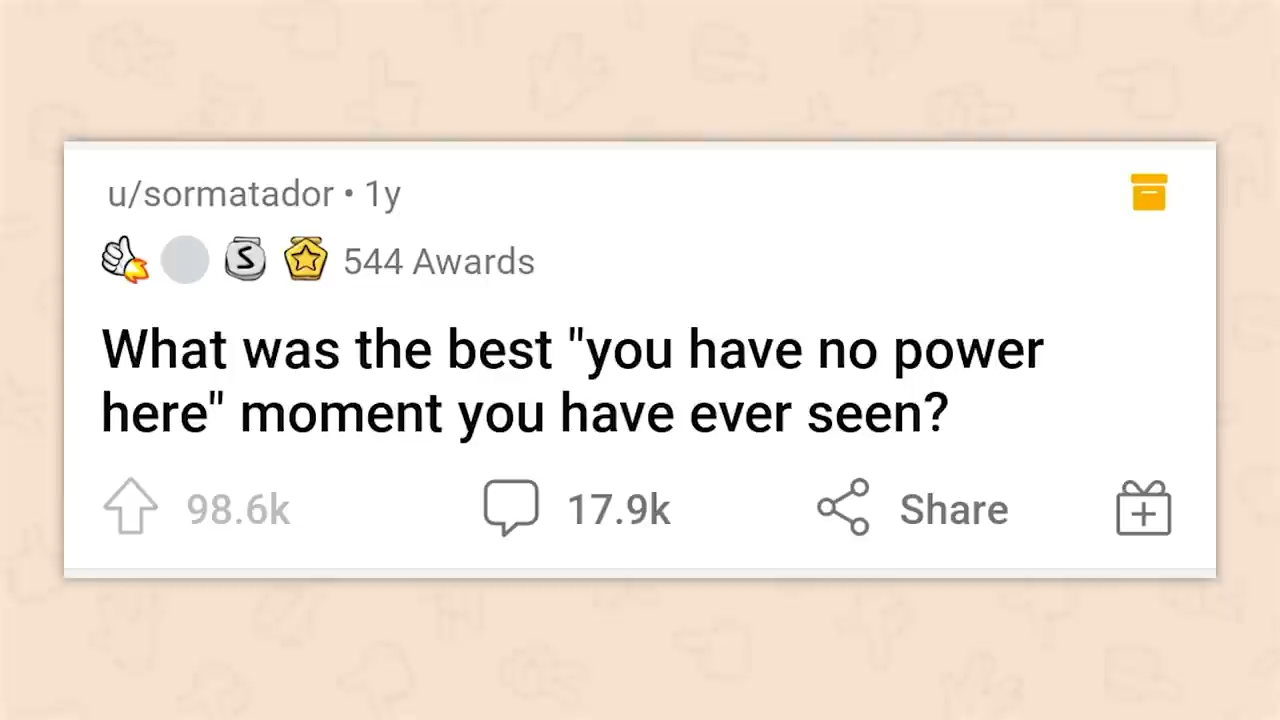 u/sormatador • 1y
S 544 Awards
What was the best "you have no power
here" moment you have ever seen?
98.6k 17.9k Share